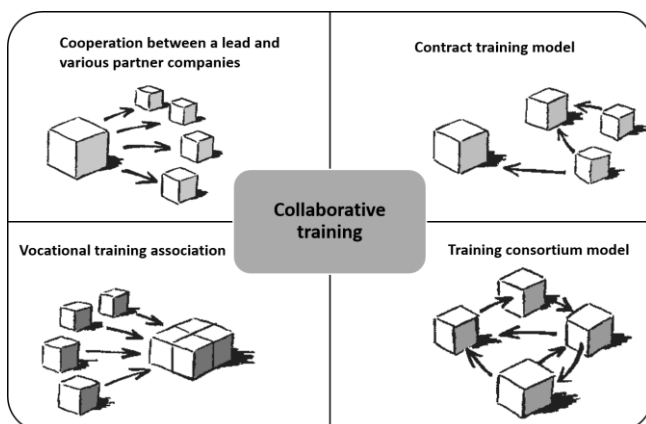 Cooperation between a lead and
various partner companies
Contract training model
Collaborative
training
Vocational training association
Training consortium model